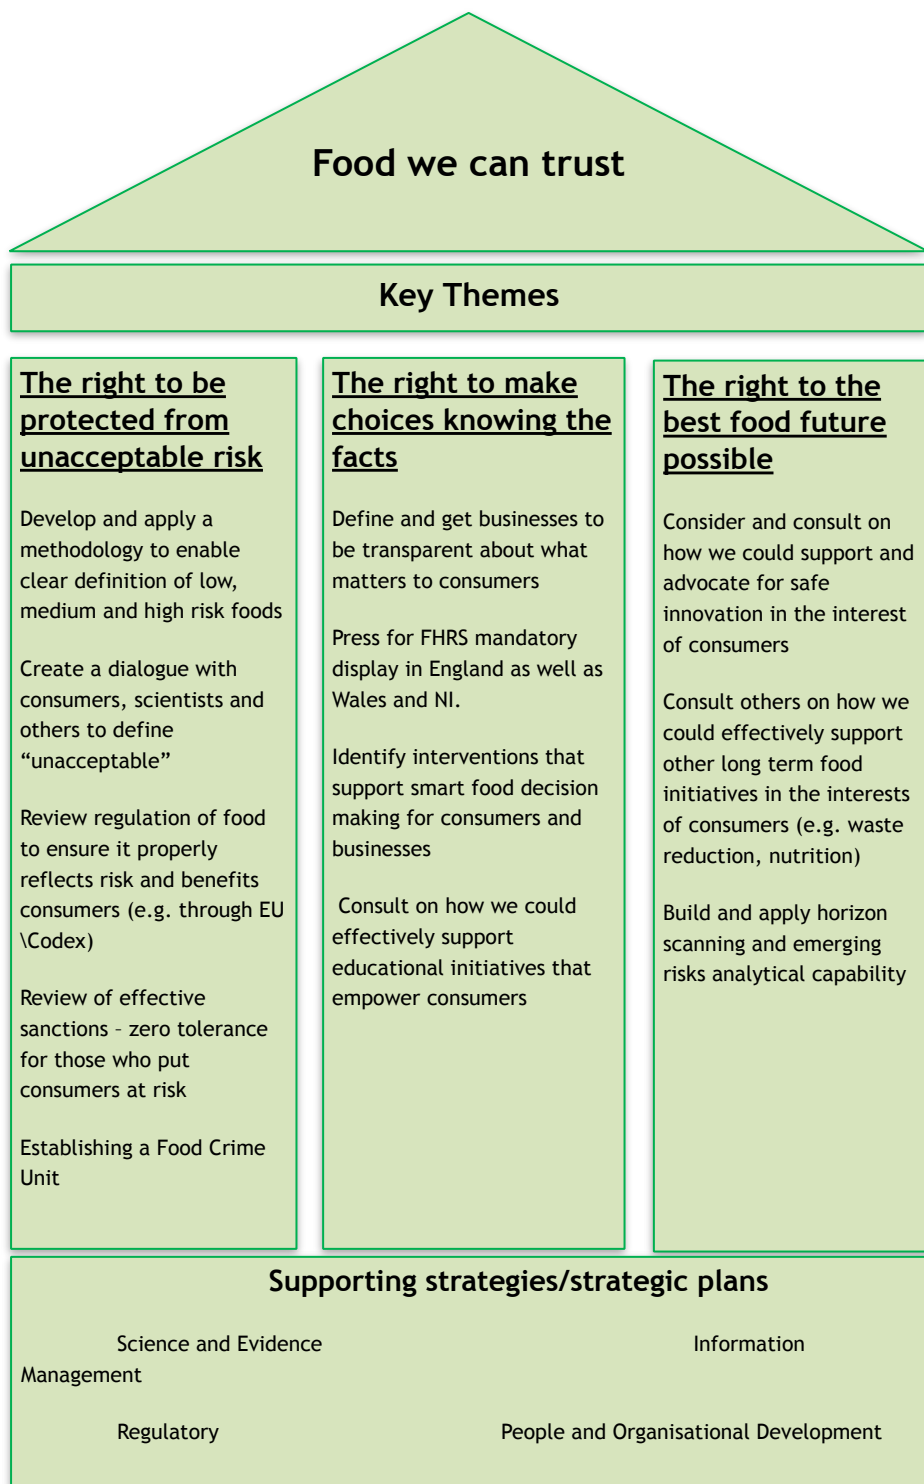 Food we can trust
Key Themes
The right to be
protected from
unacceptable risk
Develop and apply a
methodology to enable
clear definition of low,
medium and high risk foods
Create a dialogue with
consumers, scientists and
others to define
“unacceptable”
Review regulation of food
to ensure it properly
reflects risk and benefits
consumers (e.g. through EU
\Codex)
Review of effective
sanctions – zero tolerance
for those who put
consumers at risk
Establishing a Food Crime
Unit
The right to make
choices knowing the
facts
Define and get businesses to
be transparent about what
matters to consumers
Press for FHRS mandatory
display in England as well as
Wales and NI.
Identify interventions that
support smart food decision
making for consumers and
businesses
Consult on how we could
effectively support
educational initiatives that
empower consumers
The right to the
best food future
possible
Consider and consult on
how we could support and
advocate for safe
innovation in the interest
of consumers
Consult others on how we
could effectively support
other long term food
initiatives in the interests
of consumers (e.g. waste
reduction, nutrition)
Build and apply horizon
scanning and emerging
risks analytical capability
Supporting strategies/strategic plans
Science and Evidence Information
Management
Regulatory People and Organisational Development